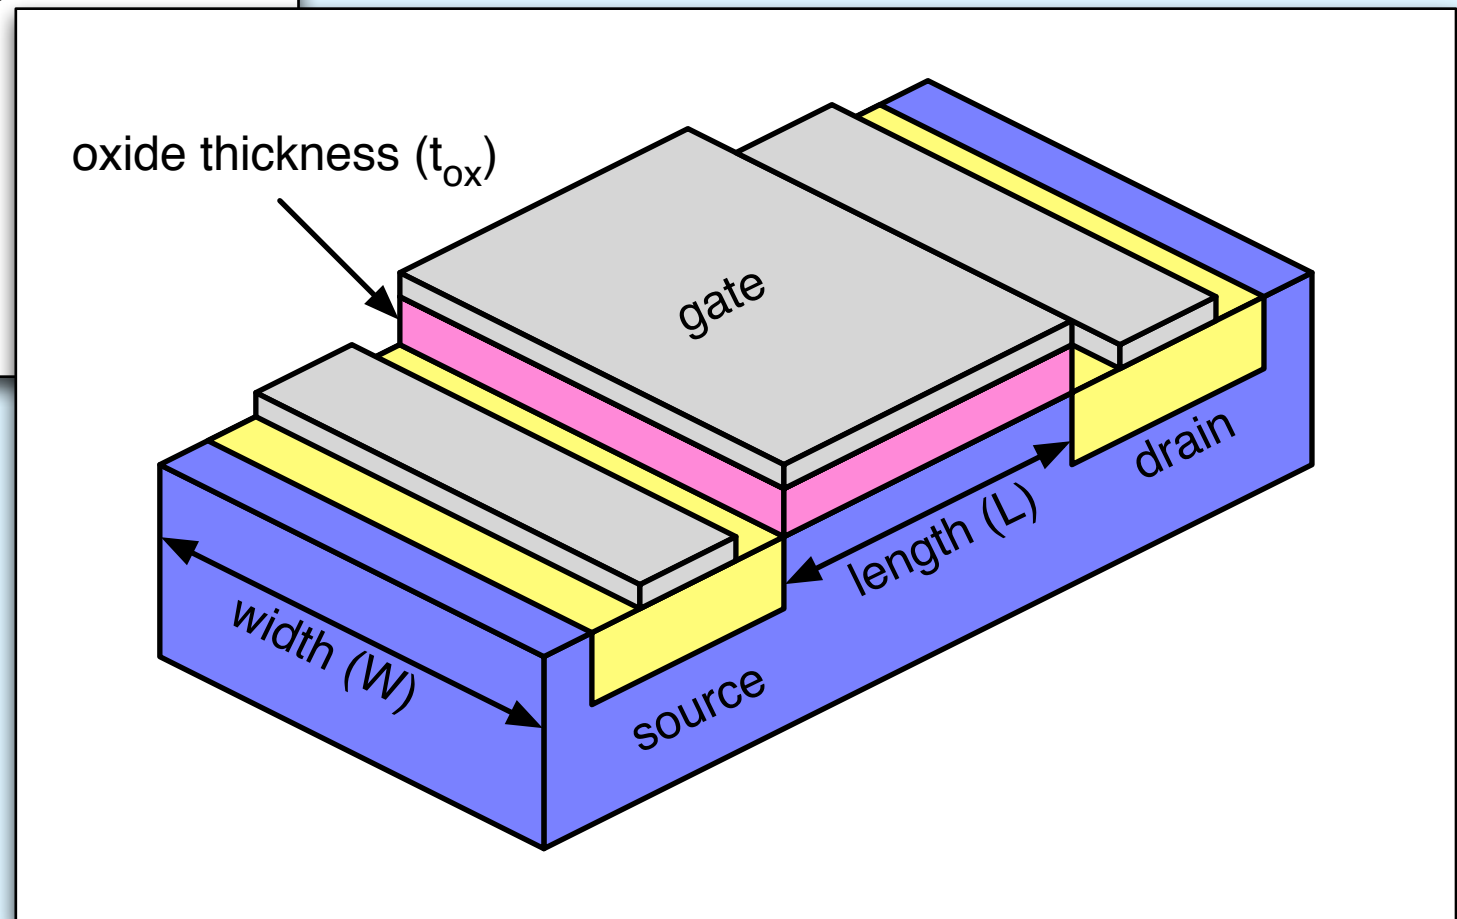 oxide thickness (tox)
gate
drain
length (L)
width (W)
source